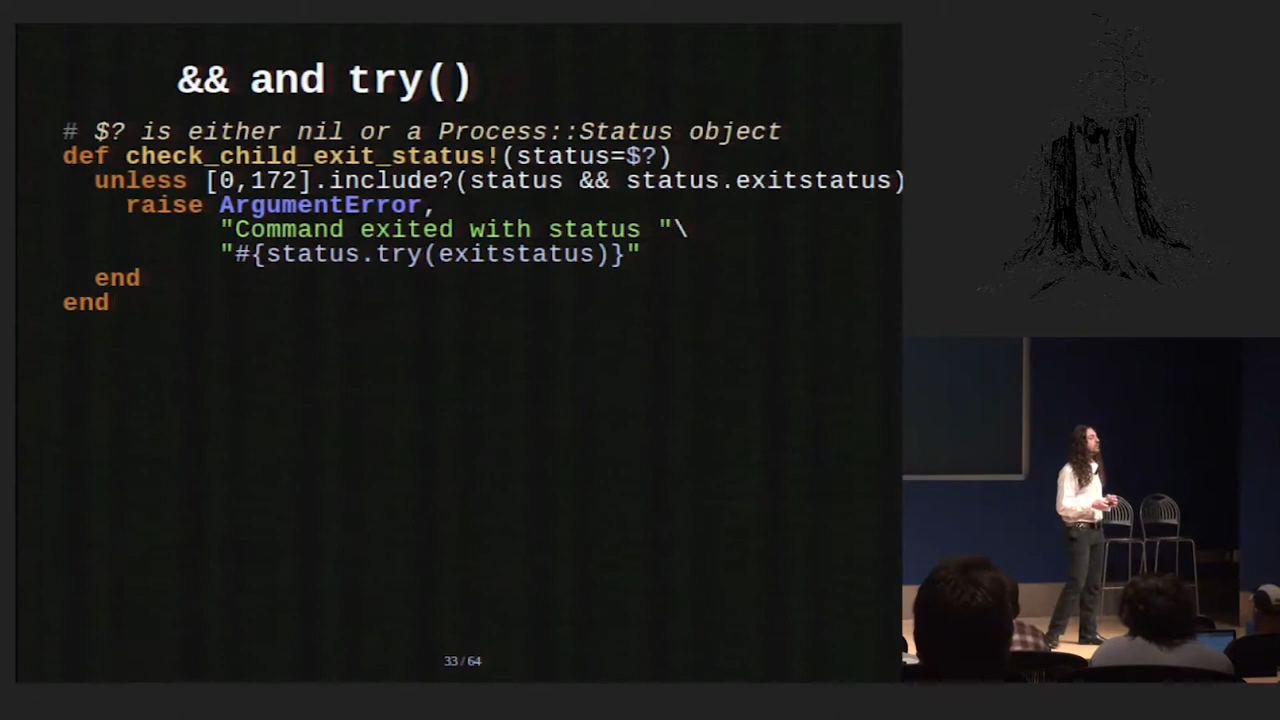 && and try()
# $? is either nil or a Process::Status object
def check_child_exit_status!(status=$?)
  unless [0,172].include?(status && status.exitstatus)
    raise ArgumentError,
          "Command exited with status "\
          "#{status.try(exitstatus)}"
  end
end
33 / 64